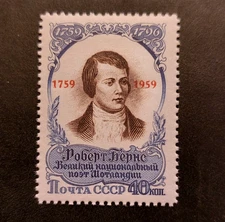 1759 1796
1759 1959
Роберт Бернс
Великий национальный
поэт Шотландии
Почта СССР 40 коп.